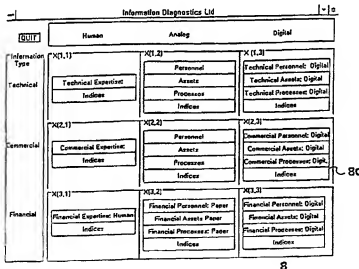 Information Diagnostics Ltd
QUIT
Human
Analog
Digital
Information
Type
Technical
X(1,1)
Technical Expertise:
Indices
X(1,2)
Personnel
Assets
Processes
Indices
X (1,3)
Technical Personnel: Digital
Technical Assets: Digital
Technical Processes: Digital
Indices
Commercial
X(2,1)
Commercial Expertise:
Indices
X(2,2)
Personnel
Assets
Processes
Indices
X(2,3)
Commercial Personnel: Digital
Commercial Assets: Digital
Commercial Processes: Digit.
Indices
Financial
X(3,1)
Financial Expertise: Human
Indices
X(3,2)
Financial Personnel: Paper
Financial Assets Paper
Financial Processes: Paper
Indices
X(3,3)
Financial Personnel: Digital
Financial Assets: Digital
Financial Processes: Digital
Indices
8